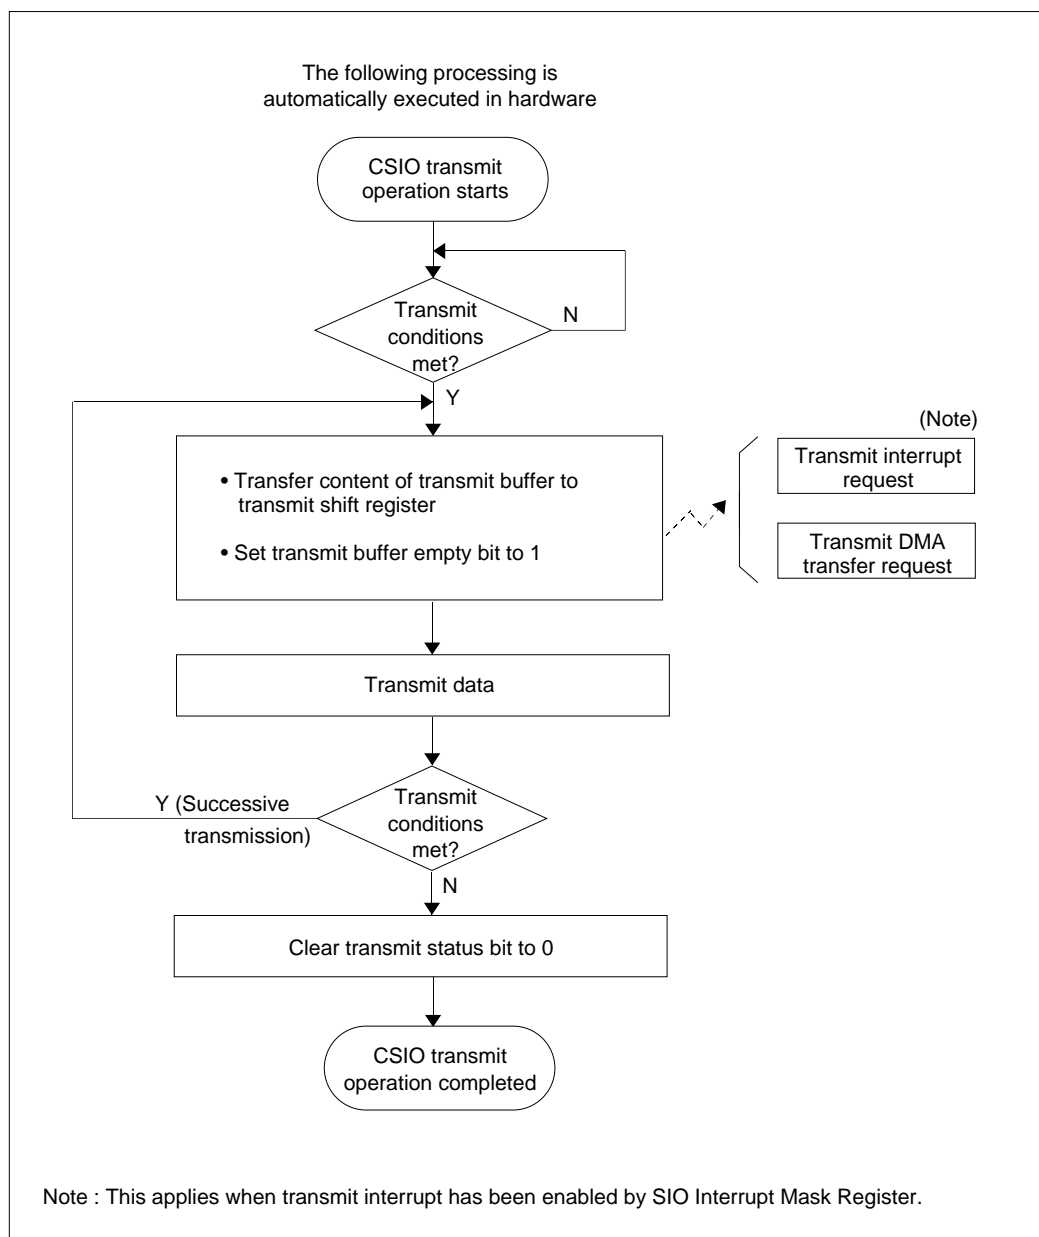 The following processing is
automatically executed in hardware
CSIO transmit
operation starts
Transmit
conditions
met?
N
Y
(Note)
• Transfer content of transmit buffer to
transmit shift register
• Set transmit buffer empty bit to 1
Transmit interrupt
request
Transmit DMA
transfer request
Transmit data
Transmit
conditions
met?
Y (Successive
transmission)
N
Clear transmit status bit to 0
CSIO transmit
operation completed
Note : This applies when transmit interrupt has been enabled by SIO Interrupt Mask Register.